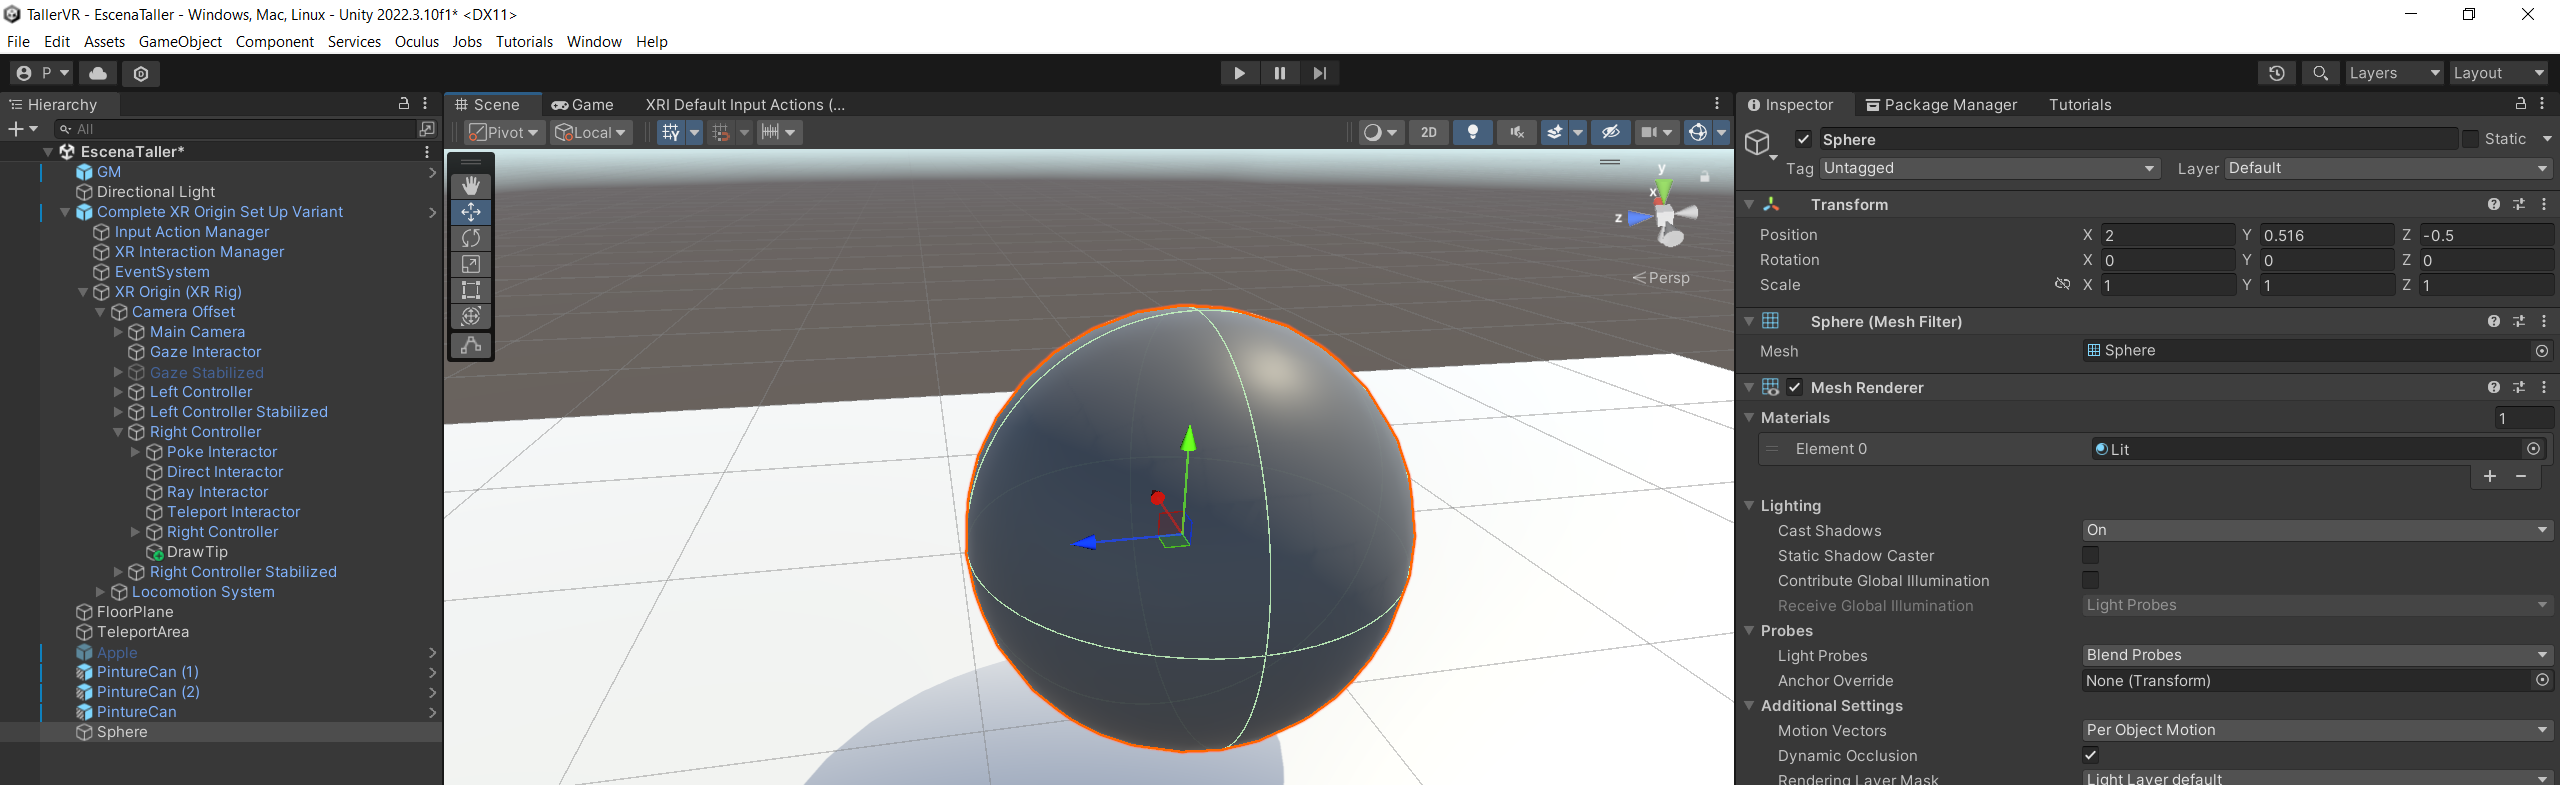 TallerVR - EscenaTaller - Windows, Mac, Linux - Unity 2022.3.10f1* <DX11>
File Edit Assets GameObject Component Services Oculus Jobs Tutorials Window Help
P
Layers Layout
Hierarchy
All
EscenaTaller*
GM
Directional Light
Complete XR Origin Set Up Variant
Input Action Manager
XR Interaction Manager
EventSystem
XR Origin (XR Rig)
Camera Offset
Main Camera
Gaze Interactor
Gaze Stabilized
Left Controller
Left Controller Stabilized
Right Controller
Poke Interactor
Direct Interactor
Ray Interactor
Teleport Interactor
Right Controller
DrawTip
Right Controller Stabilized
Locomotion System
FloorPlane
TeleportArea
Apple
PintureCan (1)
PintureCan (2)
PintureCan
Sphere
Scene Game XRI Default Input Actions (...
Pivot Local 2D
y
x
z
Persp
Inspector Package Manager Tutorials
Sphere Static
Tag Untagged Layer Default
Transform
Position X 2 Y 0.516 Z -0.5
Rotation X 0 Y 0 Z 0
Scale X 1 Y 1 Z 1
Sphere (Mesh Filter)
Mesh Sphere
Mesh Renderer
Materials 1
Element 0 Lit
Lighting
Cast Shadows On
Static Shadow Caster
Contribute Global Illumination
Receive Global Illumination Light Probes
Probes
Light Probes Blend Probes
Anchor Override None (Transform)
Additional Settings
Motion Vectors Per Object Motion
Dynamic Occlusion
Rendering Layer Mask Light Layer default